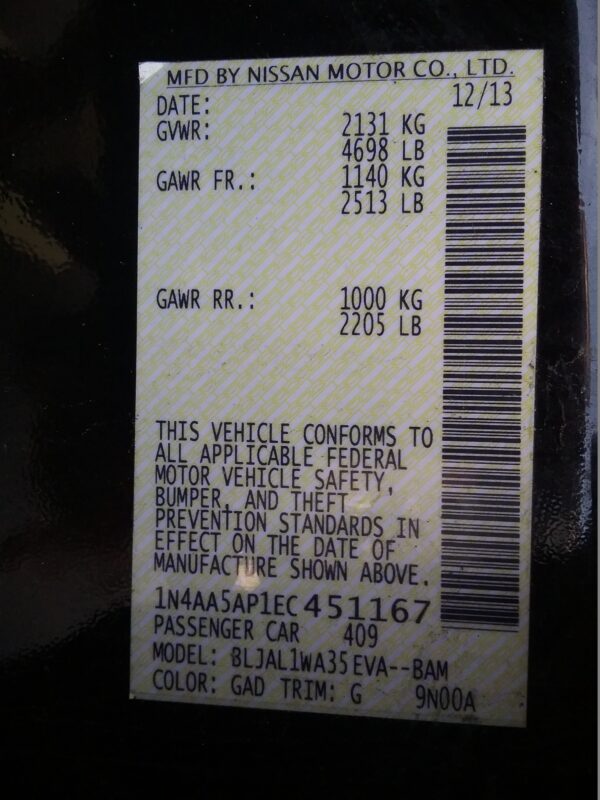 MFD BY NISSAN MOTOR CO., LTD.
DATE: 12/13
GVWR: 2131 KG
4698 LB
GAWR FR.: 1140 KG
2513 LB
GAWR RR.: 1000 KG
2205 LB
THIS VEHICLE CONFORMS TO
ALL APPLICABLE FEDERAL
MOTOR VEHICLE SAFETY,
BUMPER, AND THEFT
PREVENTION STANDARDS IN
EFFECT ON THE DATE OF
MANUFACTURE SHOWN ABOVE.
1N4AA5AP1EC451167
PASSENGER CAR 409
MODEL: BLJAL1WA35EVA--BAM
COLOR: GAD TRIM: G 9N00A